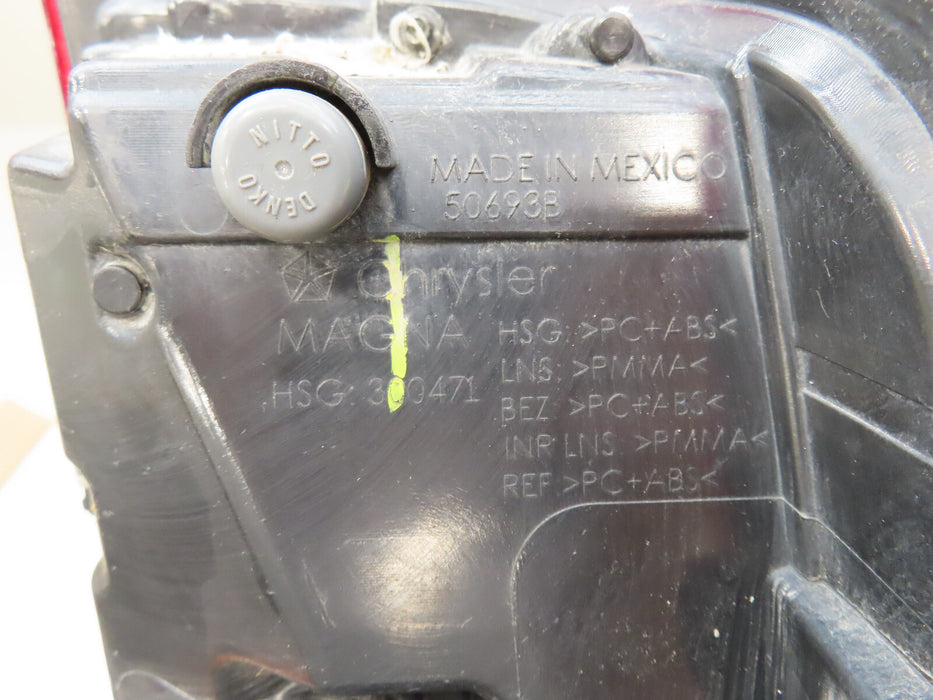 NITTO
DENKO
MADE IN MEXICO
50693B
Chrysler
MAGNA
HSG: 300471
HSG: >PC+ABS<
LNS: >PMMA<
BEZ: >PC+ABS<
INR LNS: >PMMA<
REF: >PC+ABS<